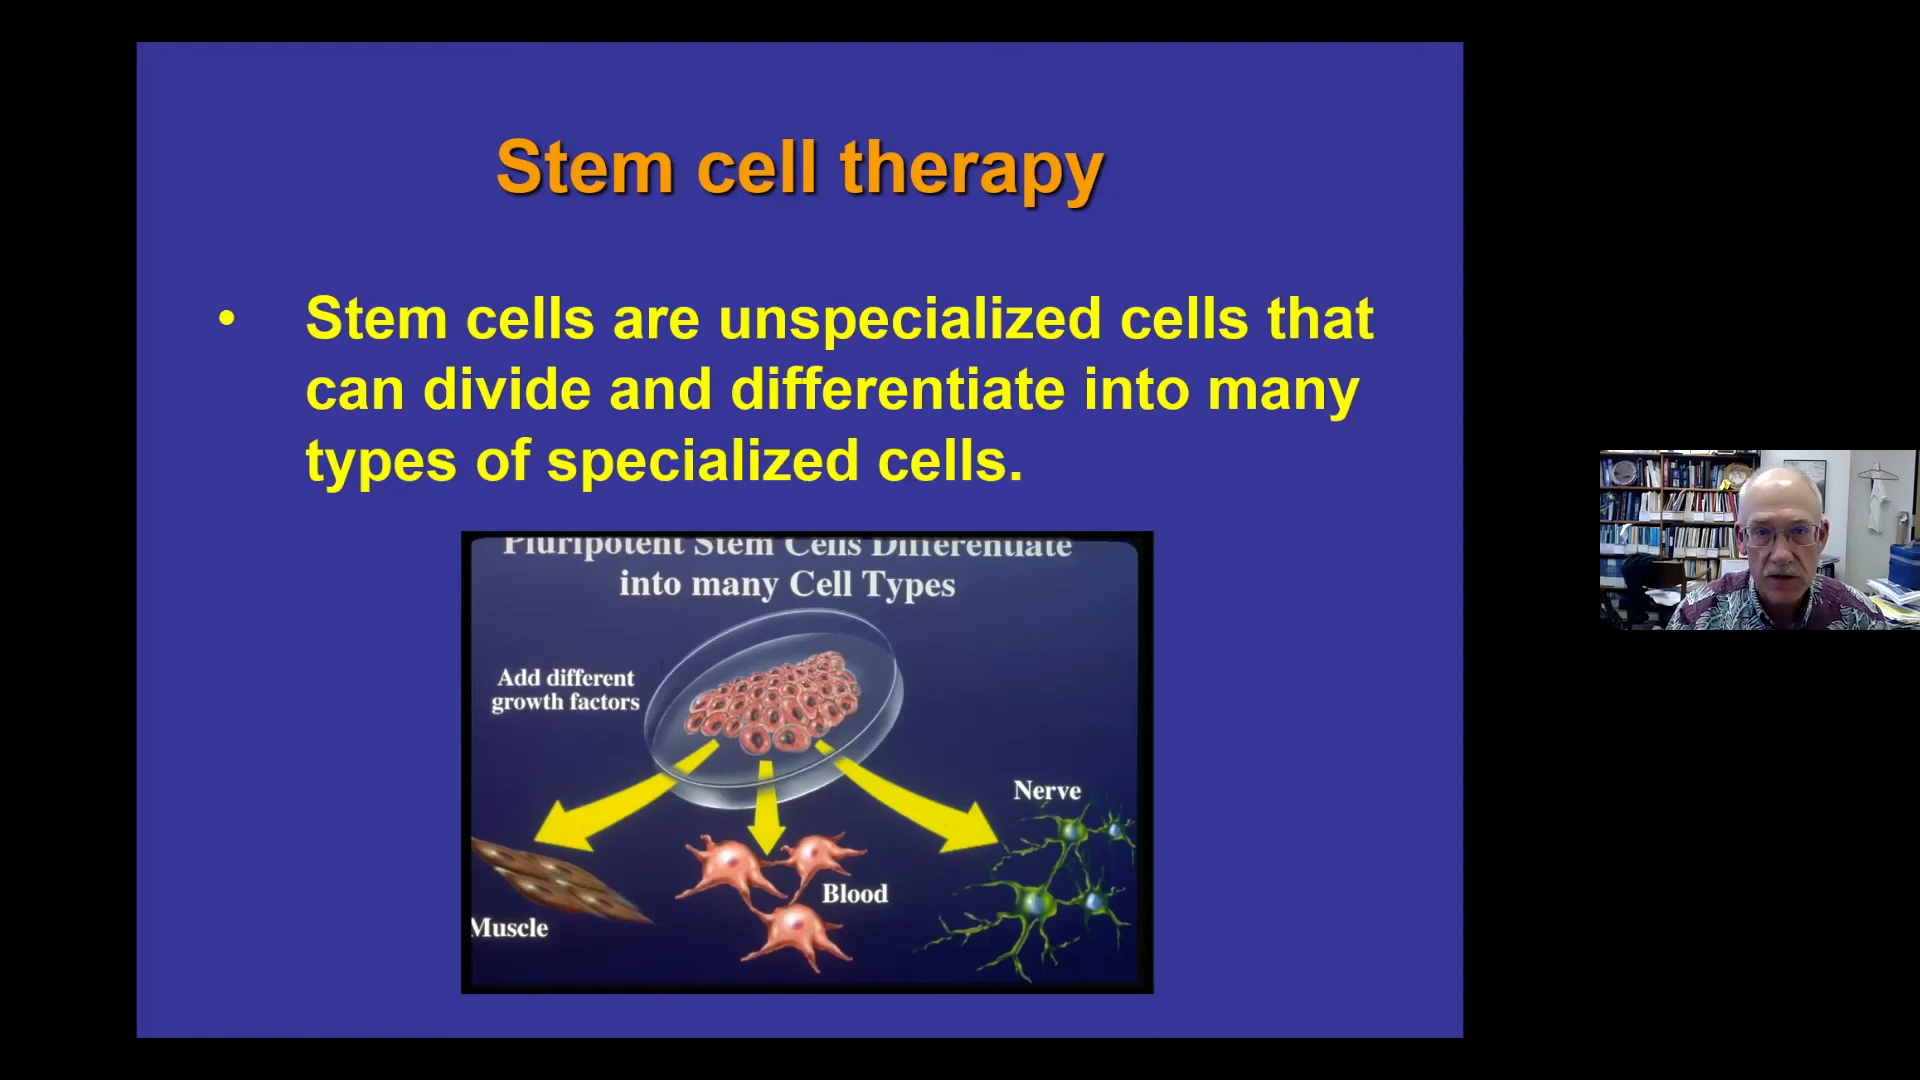 Stem cell therapy
• Stem cells are unspecialized cells that
can divide and differentiate into many
types of specialized cells.
Pluripotent Stem Cells Differentiate
into many Cell Types
Add different
growth factors
Nerve
Blood
Muscle